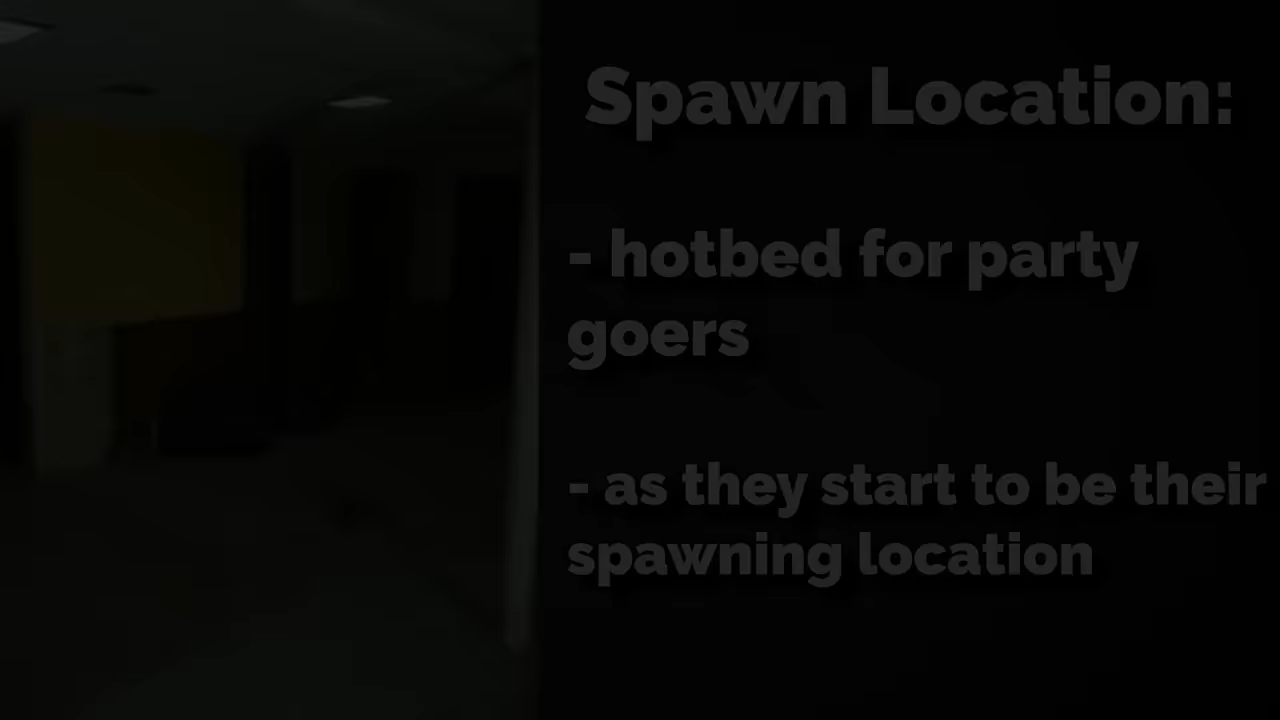 Spawn Location:
- hotbed for party
goers
- as they start to be their
spawning location